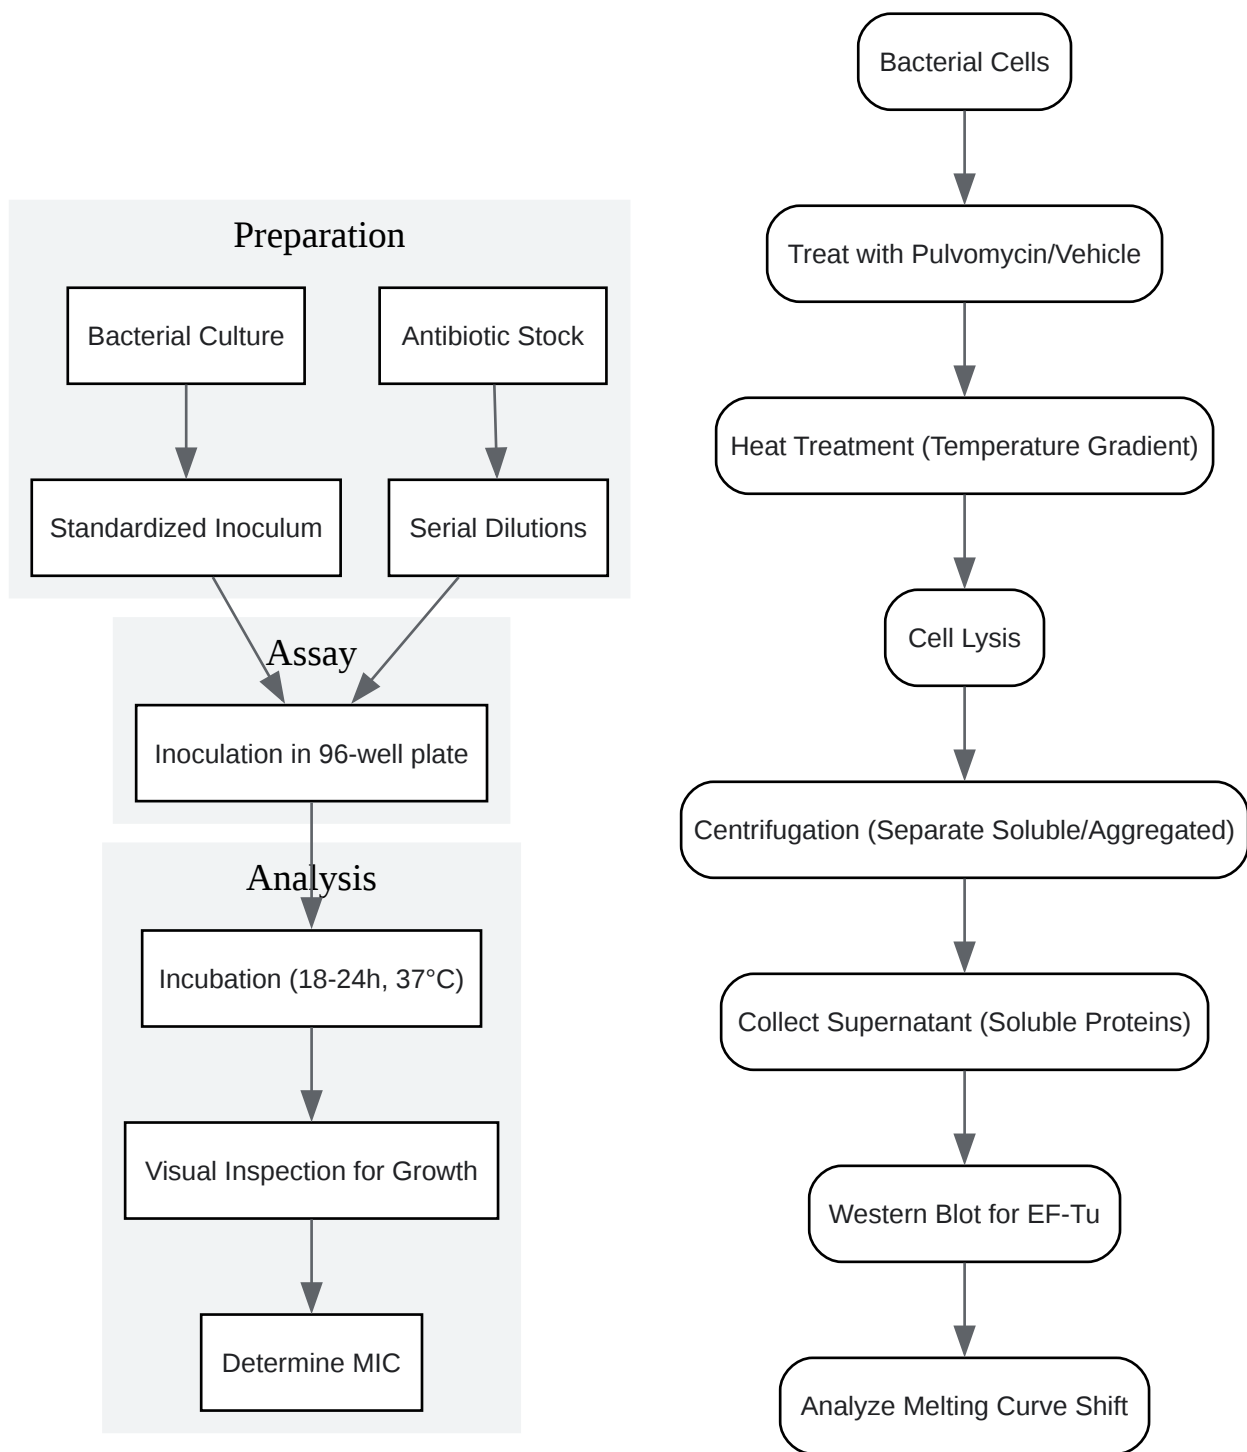 Preparation
Bacterial Culture
Antibiotic Stock
Standardized Inoculum
Serial Dilutions
Assay
Inoculation in 96-well plate
Analysis
Incubation (18-24h, 37°C)
Visual Inspection for Growth
Determine MIC
Bacterial Cells
Treat with Pulvomycin/Vehicle
Heat Treatment (Temperature Gradient)
Cell Lysis
Centrifugation (Separate Soluble/Aggregated)
Collect Supernatant (Soluble Proteins)
Western Blot for EF-Tu
Analyze Melting Curve Shift